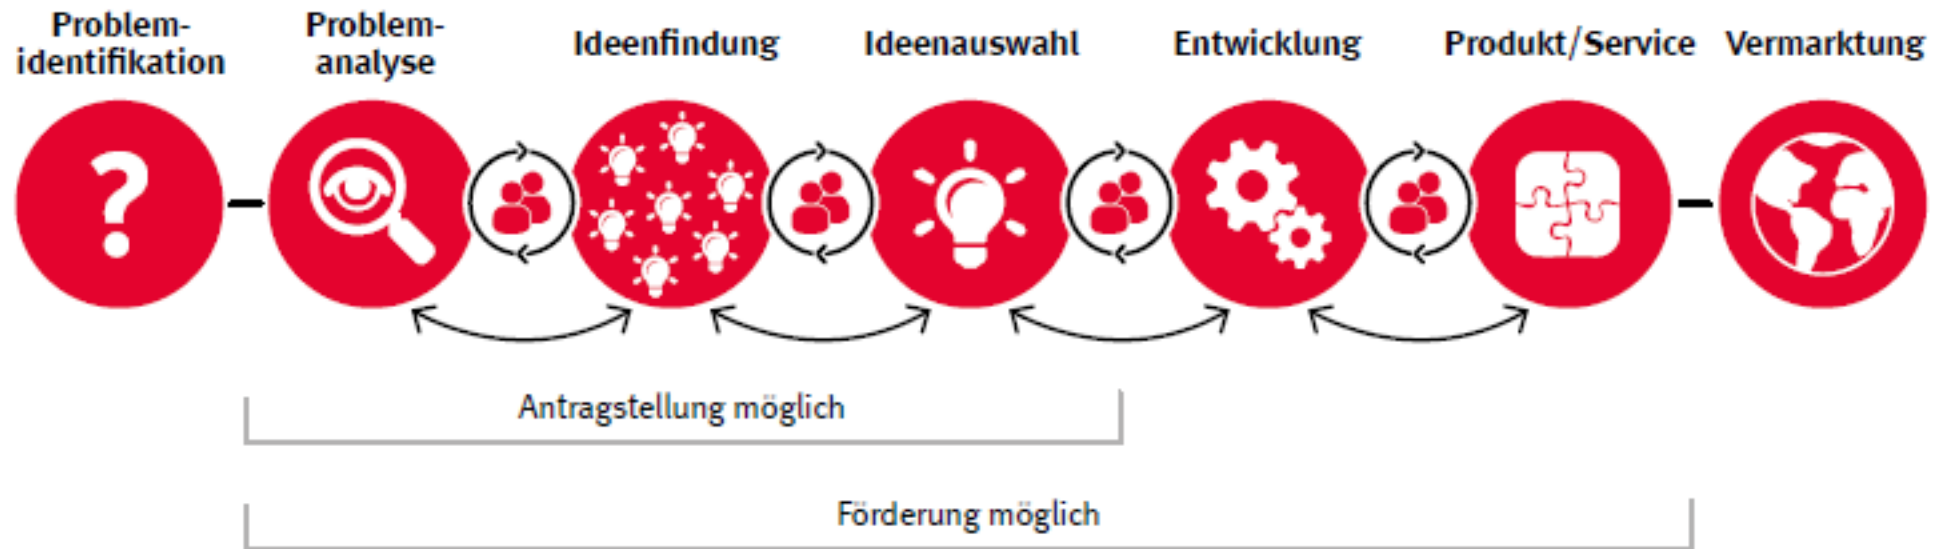 Problem-
identifikation
Problem-
analyse
Ideenfindung
Ideenauswahl
Entwicklung
Produkt/Service
Vermarktung
?
Antragstellung möglich
Förderung möglich